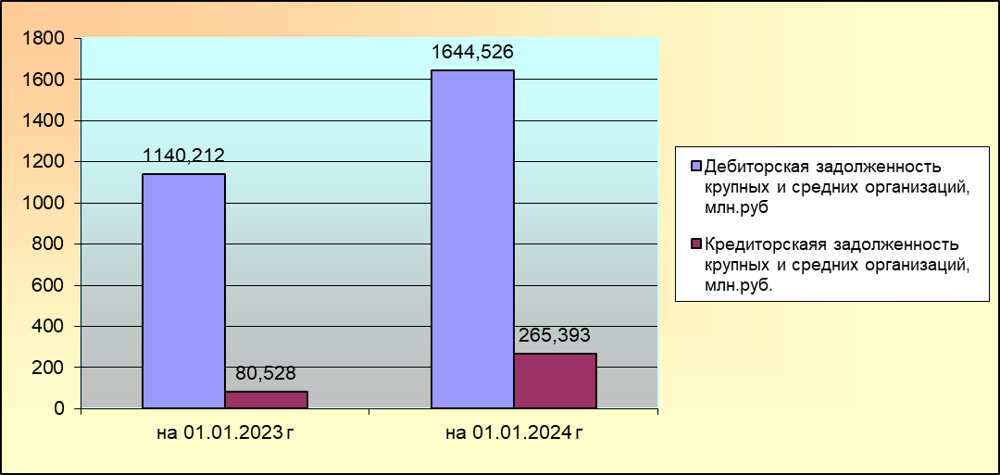 1800
1600
1400
1200
1000
800
600
400
200
0
1140,212
80,528
1644,526
265,393
на 01.01.2023 г
на 01.01.2024 г
Дебиторская задолженность
крупных и средних организаций,
млн.руб
Кредиторскаяя задолженность
крупных и средних организаций,
млн.руб.